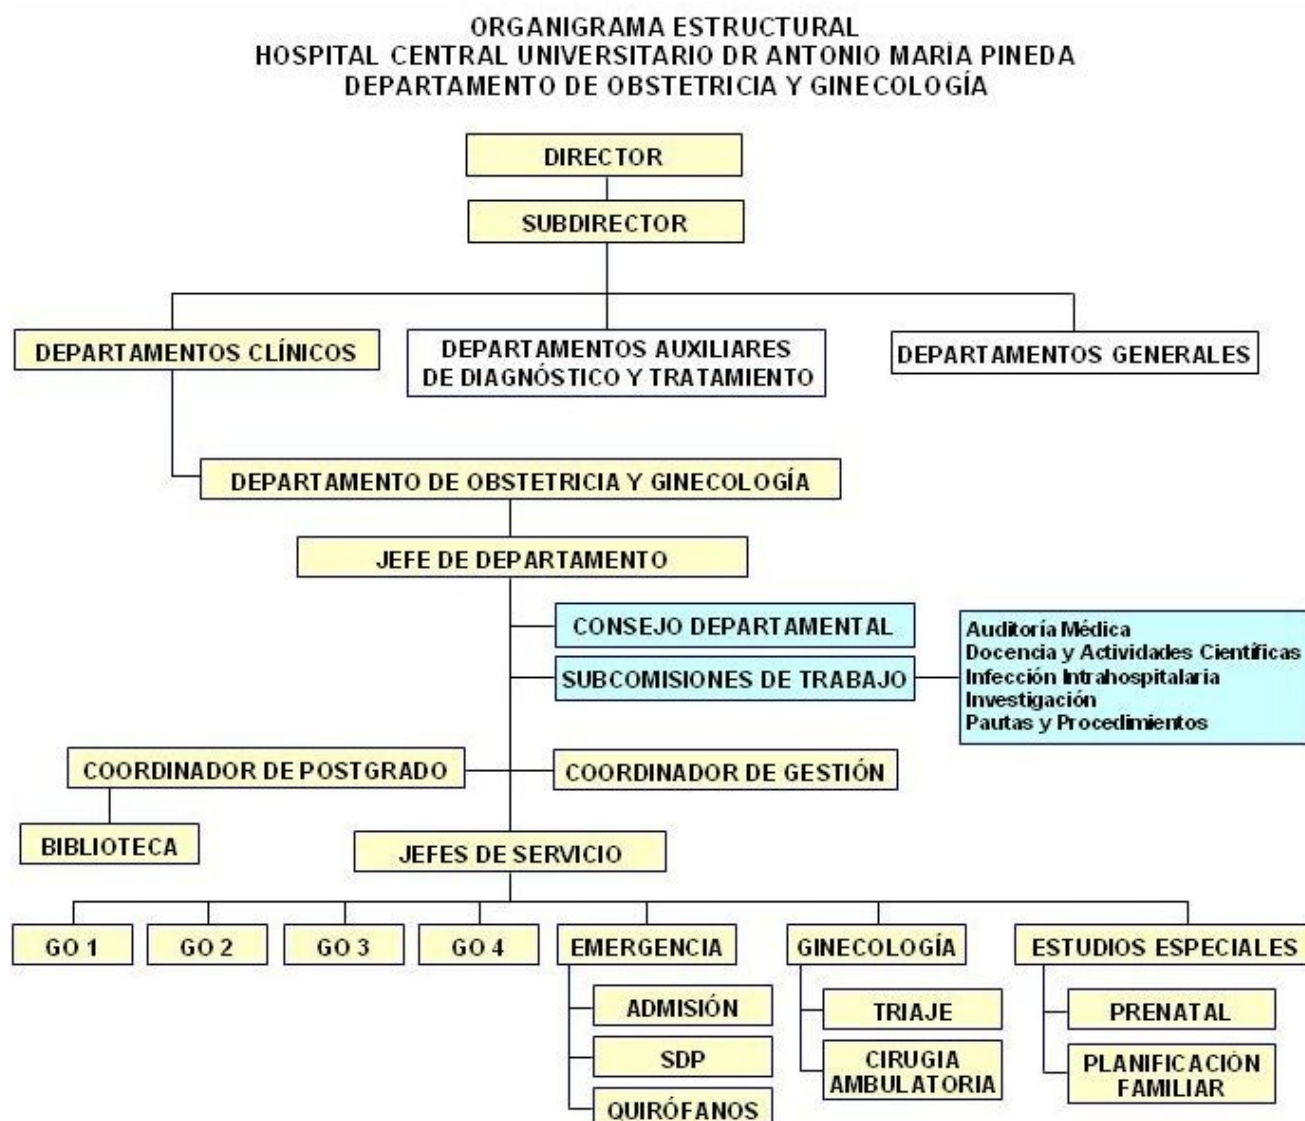 ORGANIGRAMA ESTRUCTURAL
HOSPITAL CENTRAL UNIVERSITARIO DR ANTONIO MARÍA PINEDA
DEPARTAMENTO DE OBSTETRICIA Y GINECOLOGÍA
DIRECTOR
SUBDIRECTOR
DEPARTAMENTOS CLÍNICOS
DEPARTAMENTOS AUXILIARES
DE DIAGNÓSTICO Y TRATAMIENTO
DEPARTAMENTOS GENERALES
DEPARTAMENTO DE OBSTETRICIA Y GINECOLOGÍA
JEFE DE DEPARTAMENTO
CONSEJO DEPARTAMENTAL
SUBCOMISIONES DE TRABAJO
Auditoría Médica
Docencia y Actividades Científicas
Infección Intrahospitalaria
Investigación
Pautas y Procedimientos
COORDINADOR DE POSTGRADO
COORDINADOR DE GESTIÓN
BIBLIOTECA
JEFES DE SERVICIO
GO 1
GO 2
GO 3
GO 4
EMERGENCIA
GINECOLOGÍA
ESTUDIOS ESPECIALES
ADMISIÓN
SDP
QUIRÓFANOS
TRIAJE
CIRUGIA
AMBULATORIA
PRENATAL
PLANIFICACIÓN
FAMILIAR